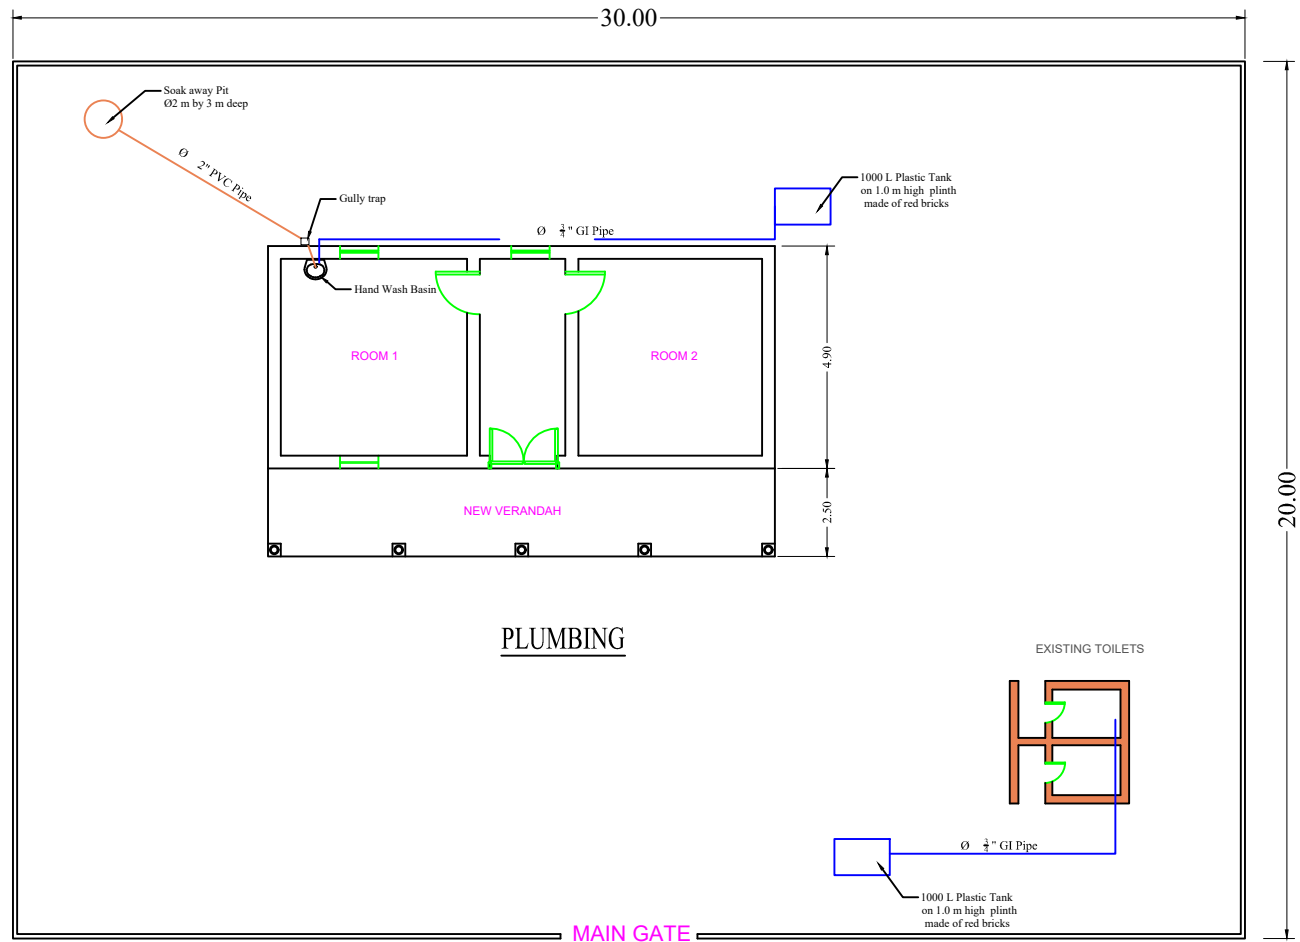 30.00
Soak away Pit
Ø2 m by 3 m deep
Ø 2" PVC Pipe
Gully trap
1000 L Plastic Tank
on 1.0 m high plinth
made of red bricks
Ø 3/4" GI Pipe
Hand Wash Basin
ROOM 1
ROOM 2
4.90
20.00
NEW VERANDAH
2.50
PLUMBING
EXISTING TOILETS
Ø 3/4" GI Pipe
1000 L Plastic Tank
on 1.0 m high plinth
made of red bricks
MAIN GATE